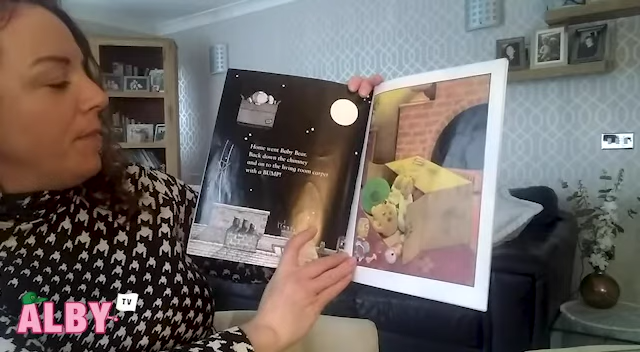 Home went Baby Bear.
Back down the chimney
and on to the living room carpet
with a BUMP!
ALBY
TV